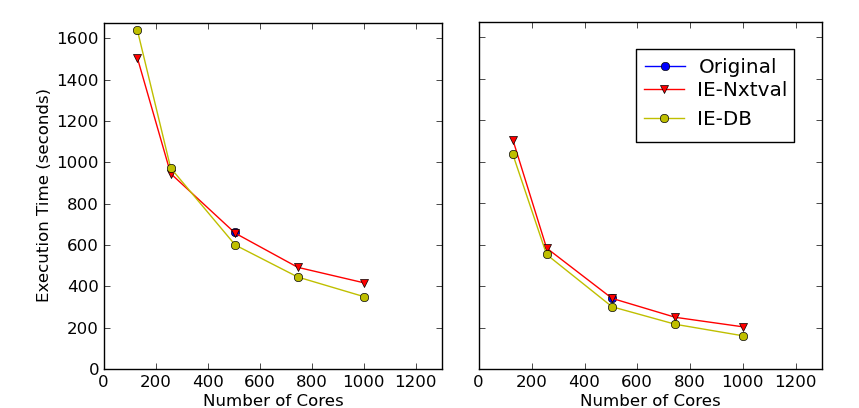 1600
1400
1200
1000
800
600
400
200
0
Execution Time (seconds)
0 200 400 600 800 1000 1200
Number of Cores
Original
IE-Nxtval
IE-DB
0 200 400 600 800 1000 1200
Number of Cores